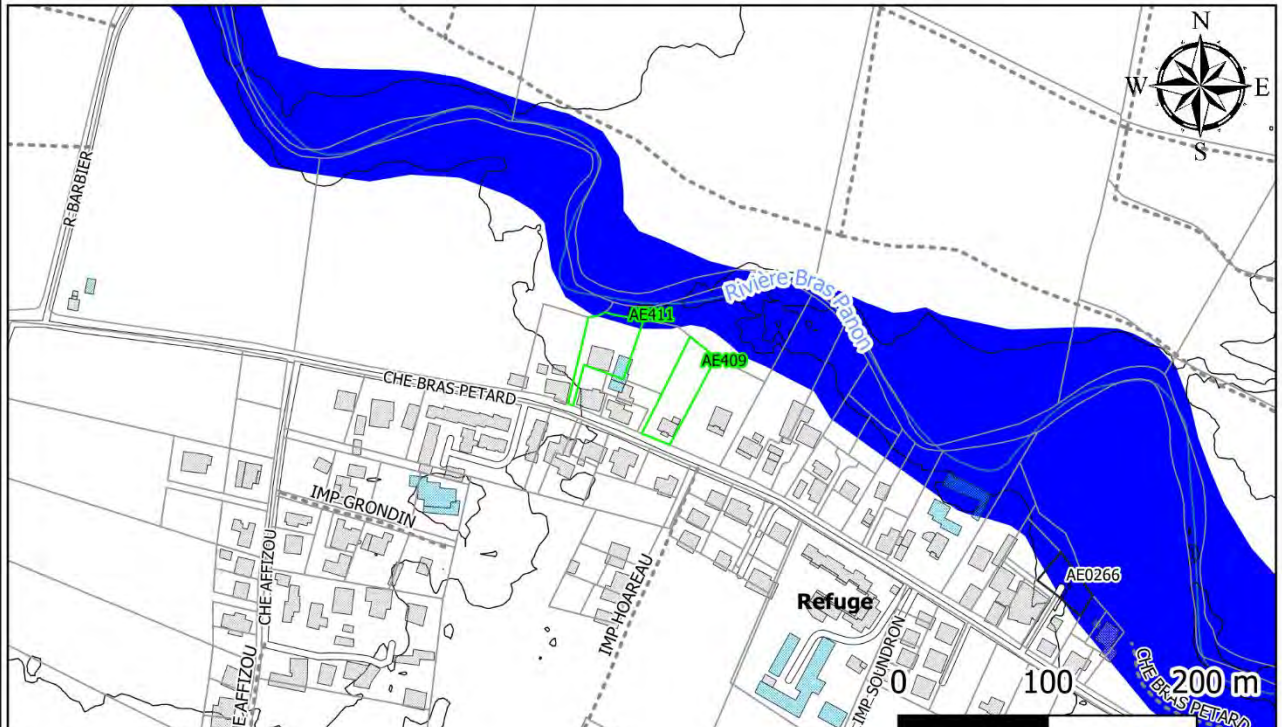 N
W E
S
R BARBIER
Rivière Bras Panon
AE411
AE409
CHE BRAS PETARD
IMP GRONDIN
CHE AFFIZOU
IMP HOAREAU
AE0266
Refuge
CHE AFFIZOU
IMP SOUNDRON
CHE BRAS PETARD
0 100 200 m